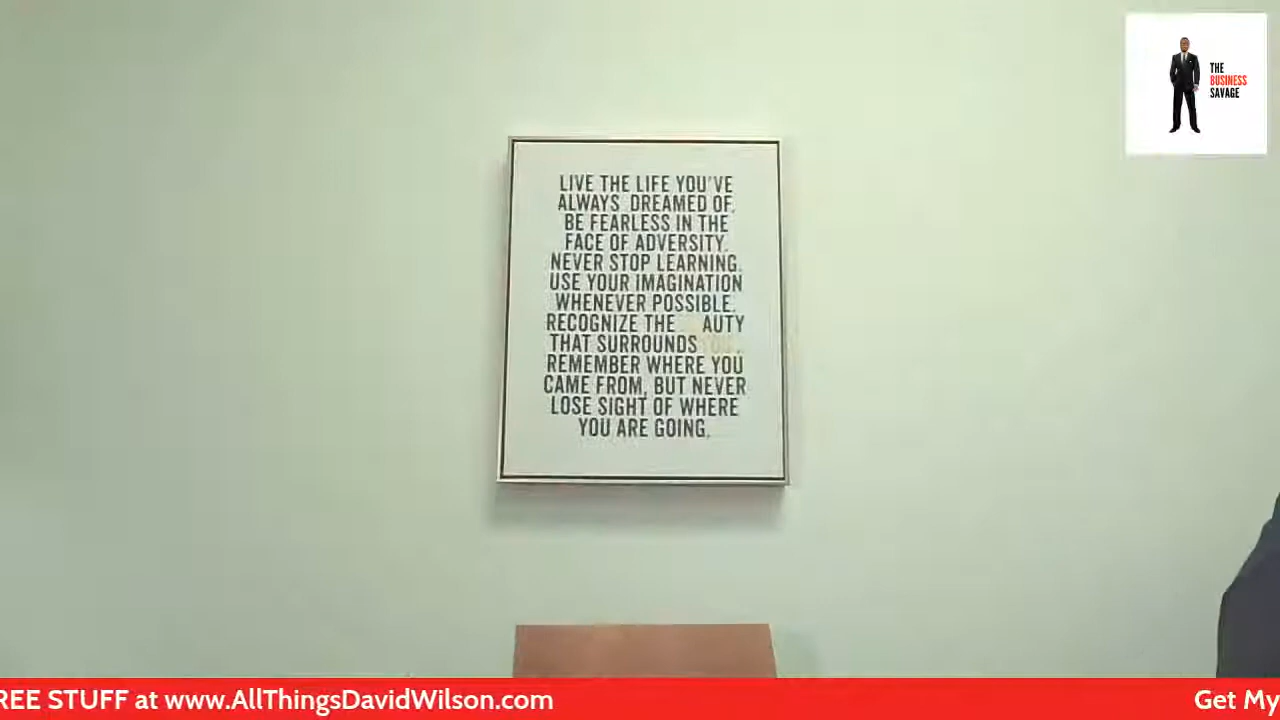 THE
BUSINESS
SAVAGE
LIVE THE LIFE YOU'VE
ALWAYS DREAMED OF.
BE FEARLESS IN THE
FACE OF ADVERSITY.
NEVER STOP LEARNING.
USE YOUR IMAGINATION
WHENEVER POSSIBLE.
RECOGNIZE THE AUTY
THAT SURROUNDS YOU.
REMEMBER WHERE YOU
CAME FROM, BUT NEVER
LOSE SIGHT OF WHERE
YOU ARE GOING.
REE STUFF at www.AllThingsDavidWilson.com
Get My